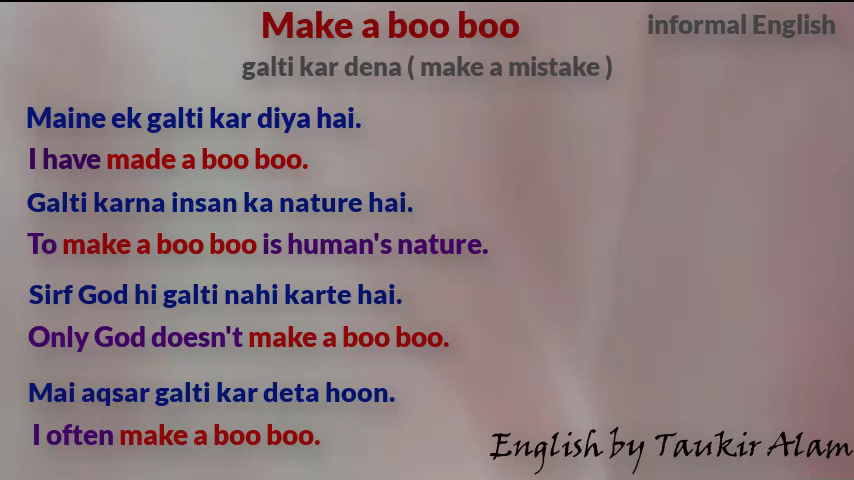 Make a boo boo
informal English
galti kar dena ( make a mistake )
Maine ek galti kar diya hai.
I have made a boo boo.
Galti karna insan ka nature hai.
To make a boo boo is human's nature.
Sirf God hi galti nahi karte hai.
Only God doesn't make a boo boo.
Mai aqsar galti kar deta hoon.
I often make a boo boo.
English by Taukir Alam